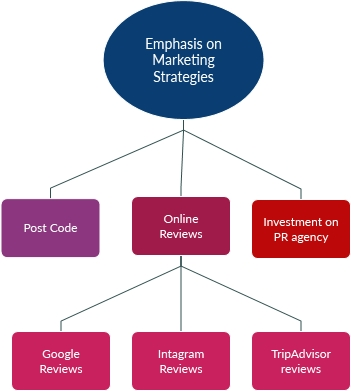 Emphasis on
Marketing
Strategies
Post Code
Online
Reviews
Investment on
PR agency
Google
Reviews
Intagram
Reviews
TripAdvisor
reviews